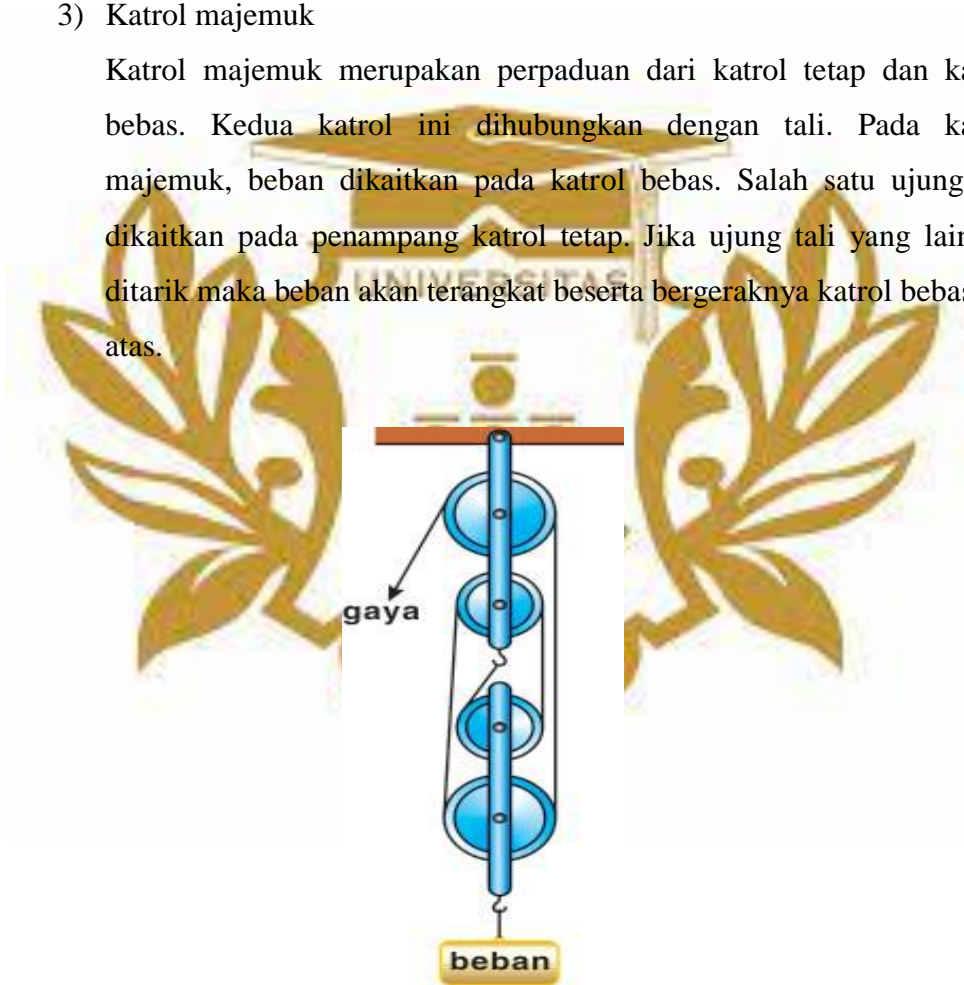 3) Katrol majemuk
Katrol majemuk merupakan perpaduan dari katrol tetap dan ka
bebas. Kedua katrol ini dihubungkan dengan tali. Pada ka
majemuk, beban dikaitkan pada katrol bebas. Salah satu ujung
dikaitkan pada penampang katrol tetap. Jika ujung tali yang lain
ditarik maka beban akan terangkat beserta bergeraknya katrol bebas
atas.
UNIVERSITAS
gaya
beban